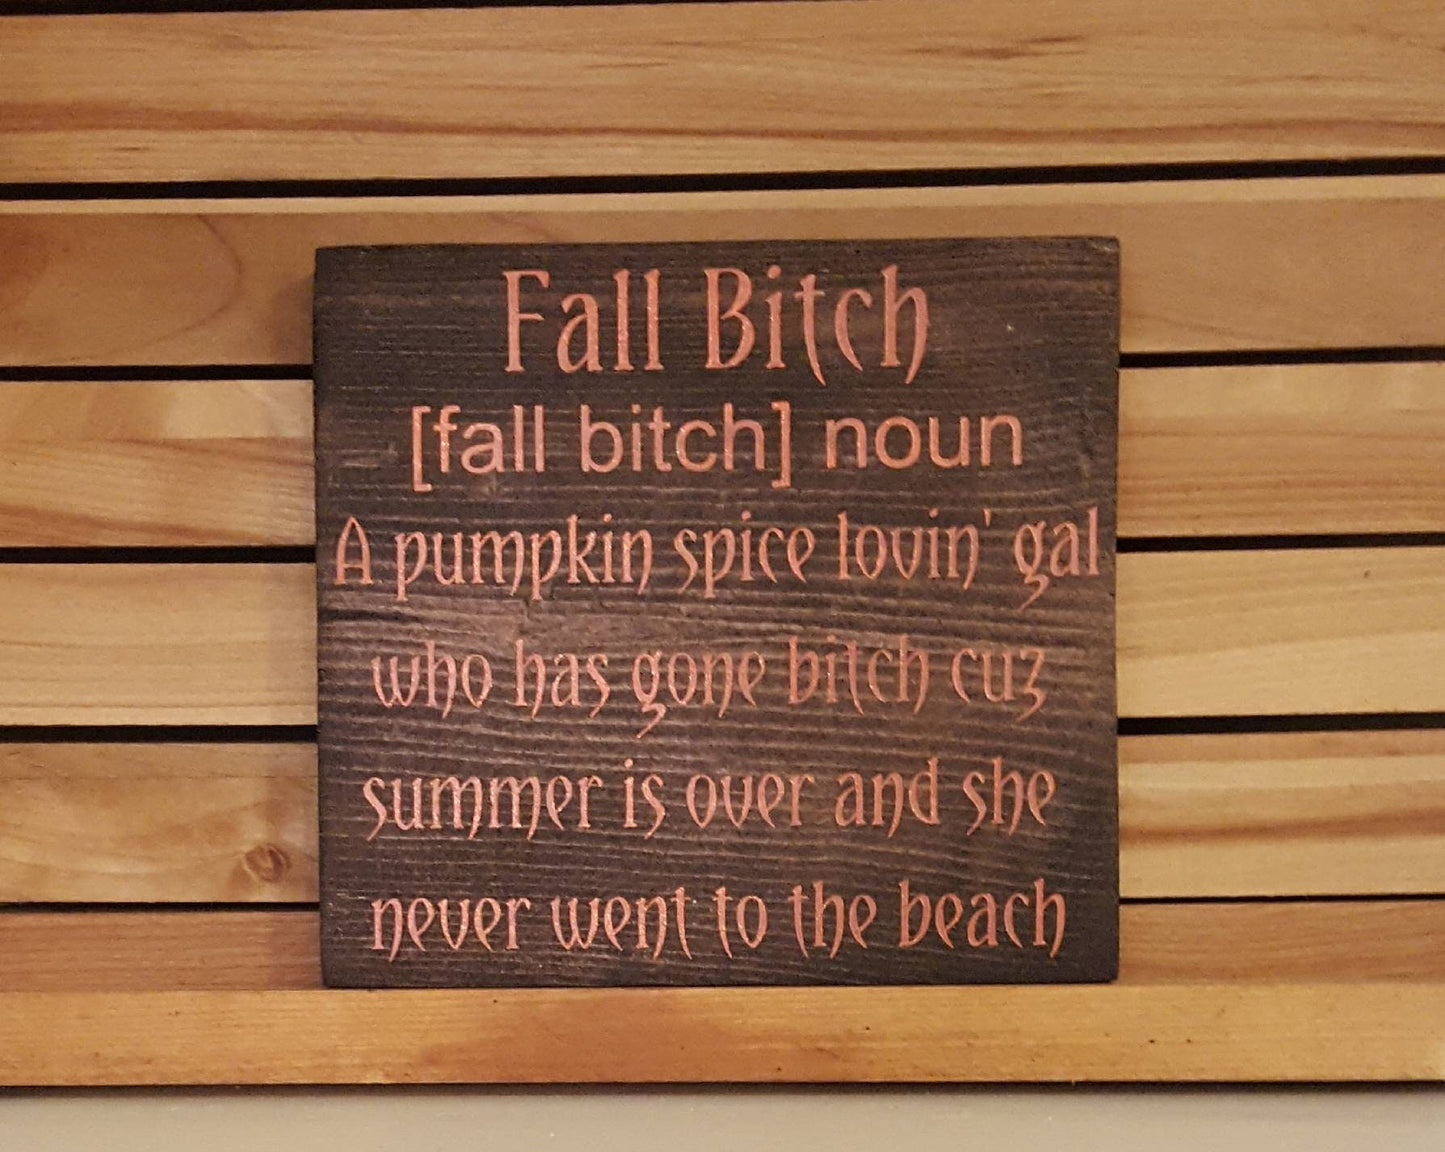 Fall Bitch
[fall bitch] noun
A pumpkin spice lovin' gal
who has gone bitch cuz
summer is over and she
never went to the beach